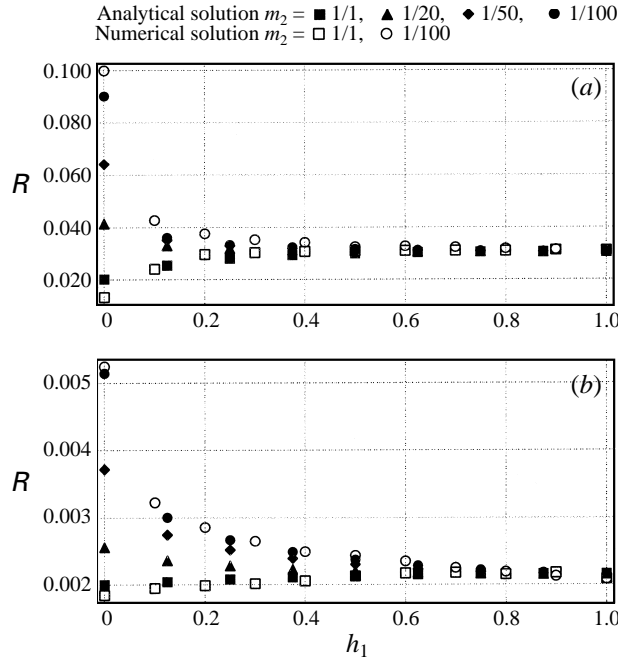 Analytical solution m₂ = ■ 1/1, ▲ 1/20, ◆ 1/50, ● 1/100
Numerical solution m₂ = □ 1/1, ○ 1/100
(a)
0.100
0.080
R
0.060
0.040
0.020
0 0.2 0.4 0.6 0.8 1.0
(b)
0.005
0.004
R
0.003
0.002
0 0.2 0.4 0.6 0.8 1.0
h₁